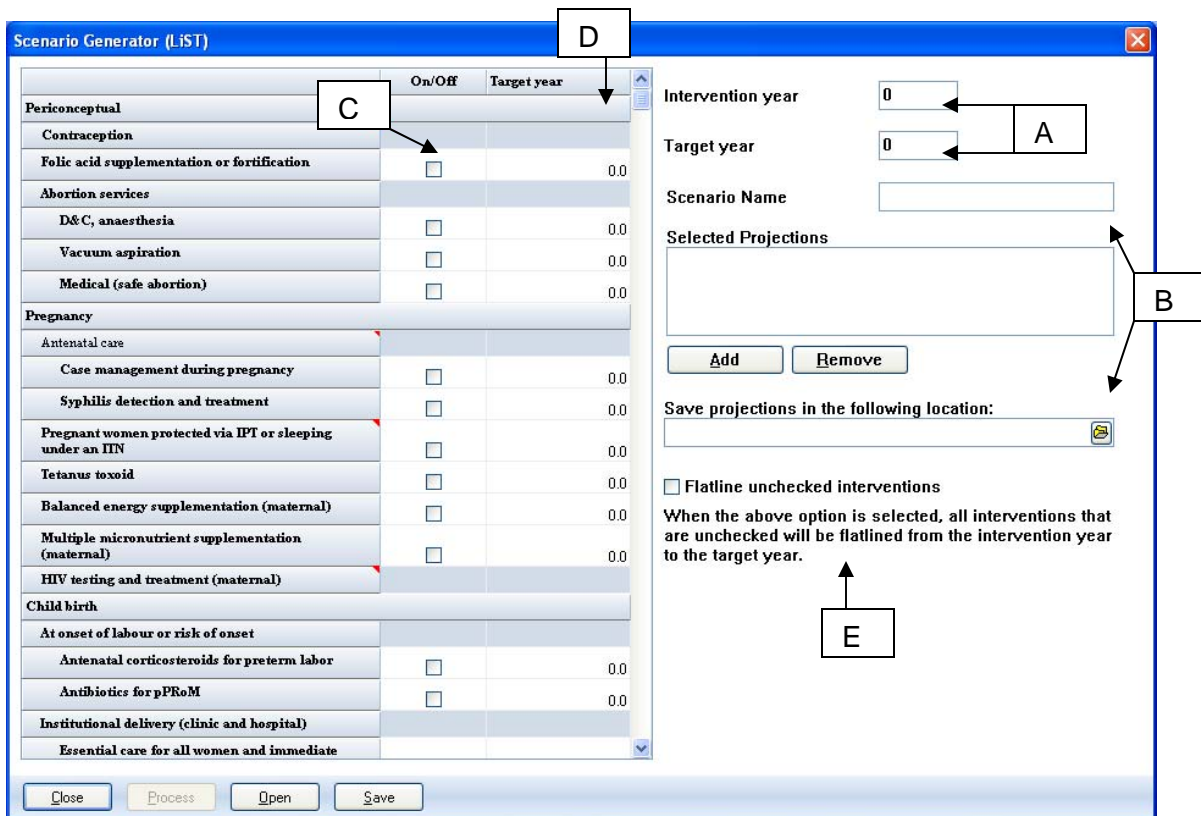 Scenario Generator (LiST)
D
On/Off Target year
Periconceptual
C
Contraception
Folic acid supplementation or fortification 0.0
Abortion services
D&C, anaesthesia 0.0
Vacuum aspiration 0.0
Medical (safe abortion) 0.0
Pregnancy
Antenatal care
Case management during pregnancy 0.0
Syphilis detection and treatment 0.0
Pregnant women protected via IPT or sleeping
under an ITN 0.0
Tetanus toxoid 0.0
Balanced energy supplementation (maternal) 0.0
Multiple micronutrient supplementation
(maternal) 0.0
HIV testing and treatment (maternal)
Child birth
At onset of labour or risk of onset
Antenatal corticosteroids for preterm labor 0.0
Antibiotics for pPRoM 0.0
Institutional delivery (clinic and hospital)
Essential care for all women and immediate
Intervention year 0
A
Target year 0
Scenario Name
Selected Projections
B
Add Remove
Save projections in the following location:
Flatline unchecked interventions
When the above option is selected, all interventions that
are unchecked will be flatlined from the intervention year
to the target year.
E
Close Process Open Save